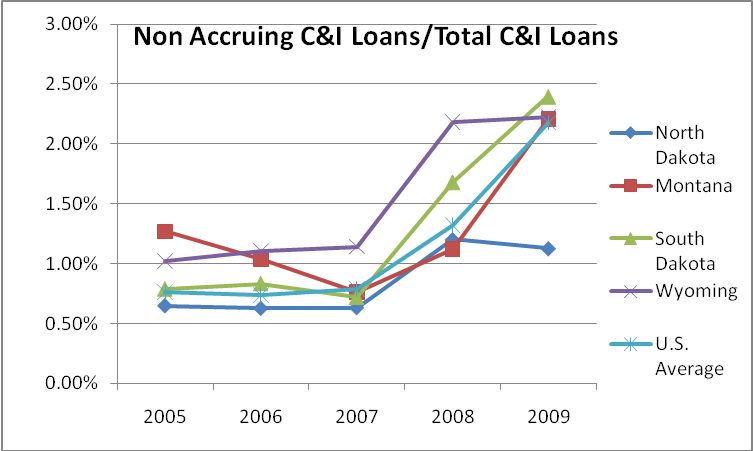 Non Accruing C&I Loans/Total C&I Loans
3.00%
2.50%
2.00%
1.50%
1.00%
0.50%
0.00%
2005 2006 2007 2008 2009
North
Dakota
Montana
South
Dakota
Wyoming
U.S.
Average